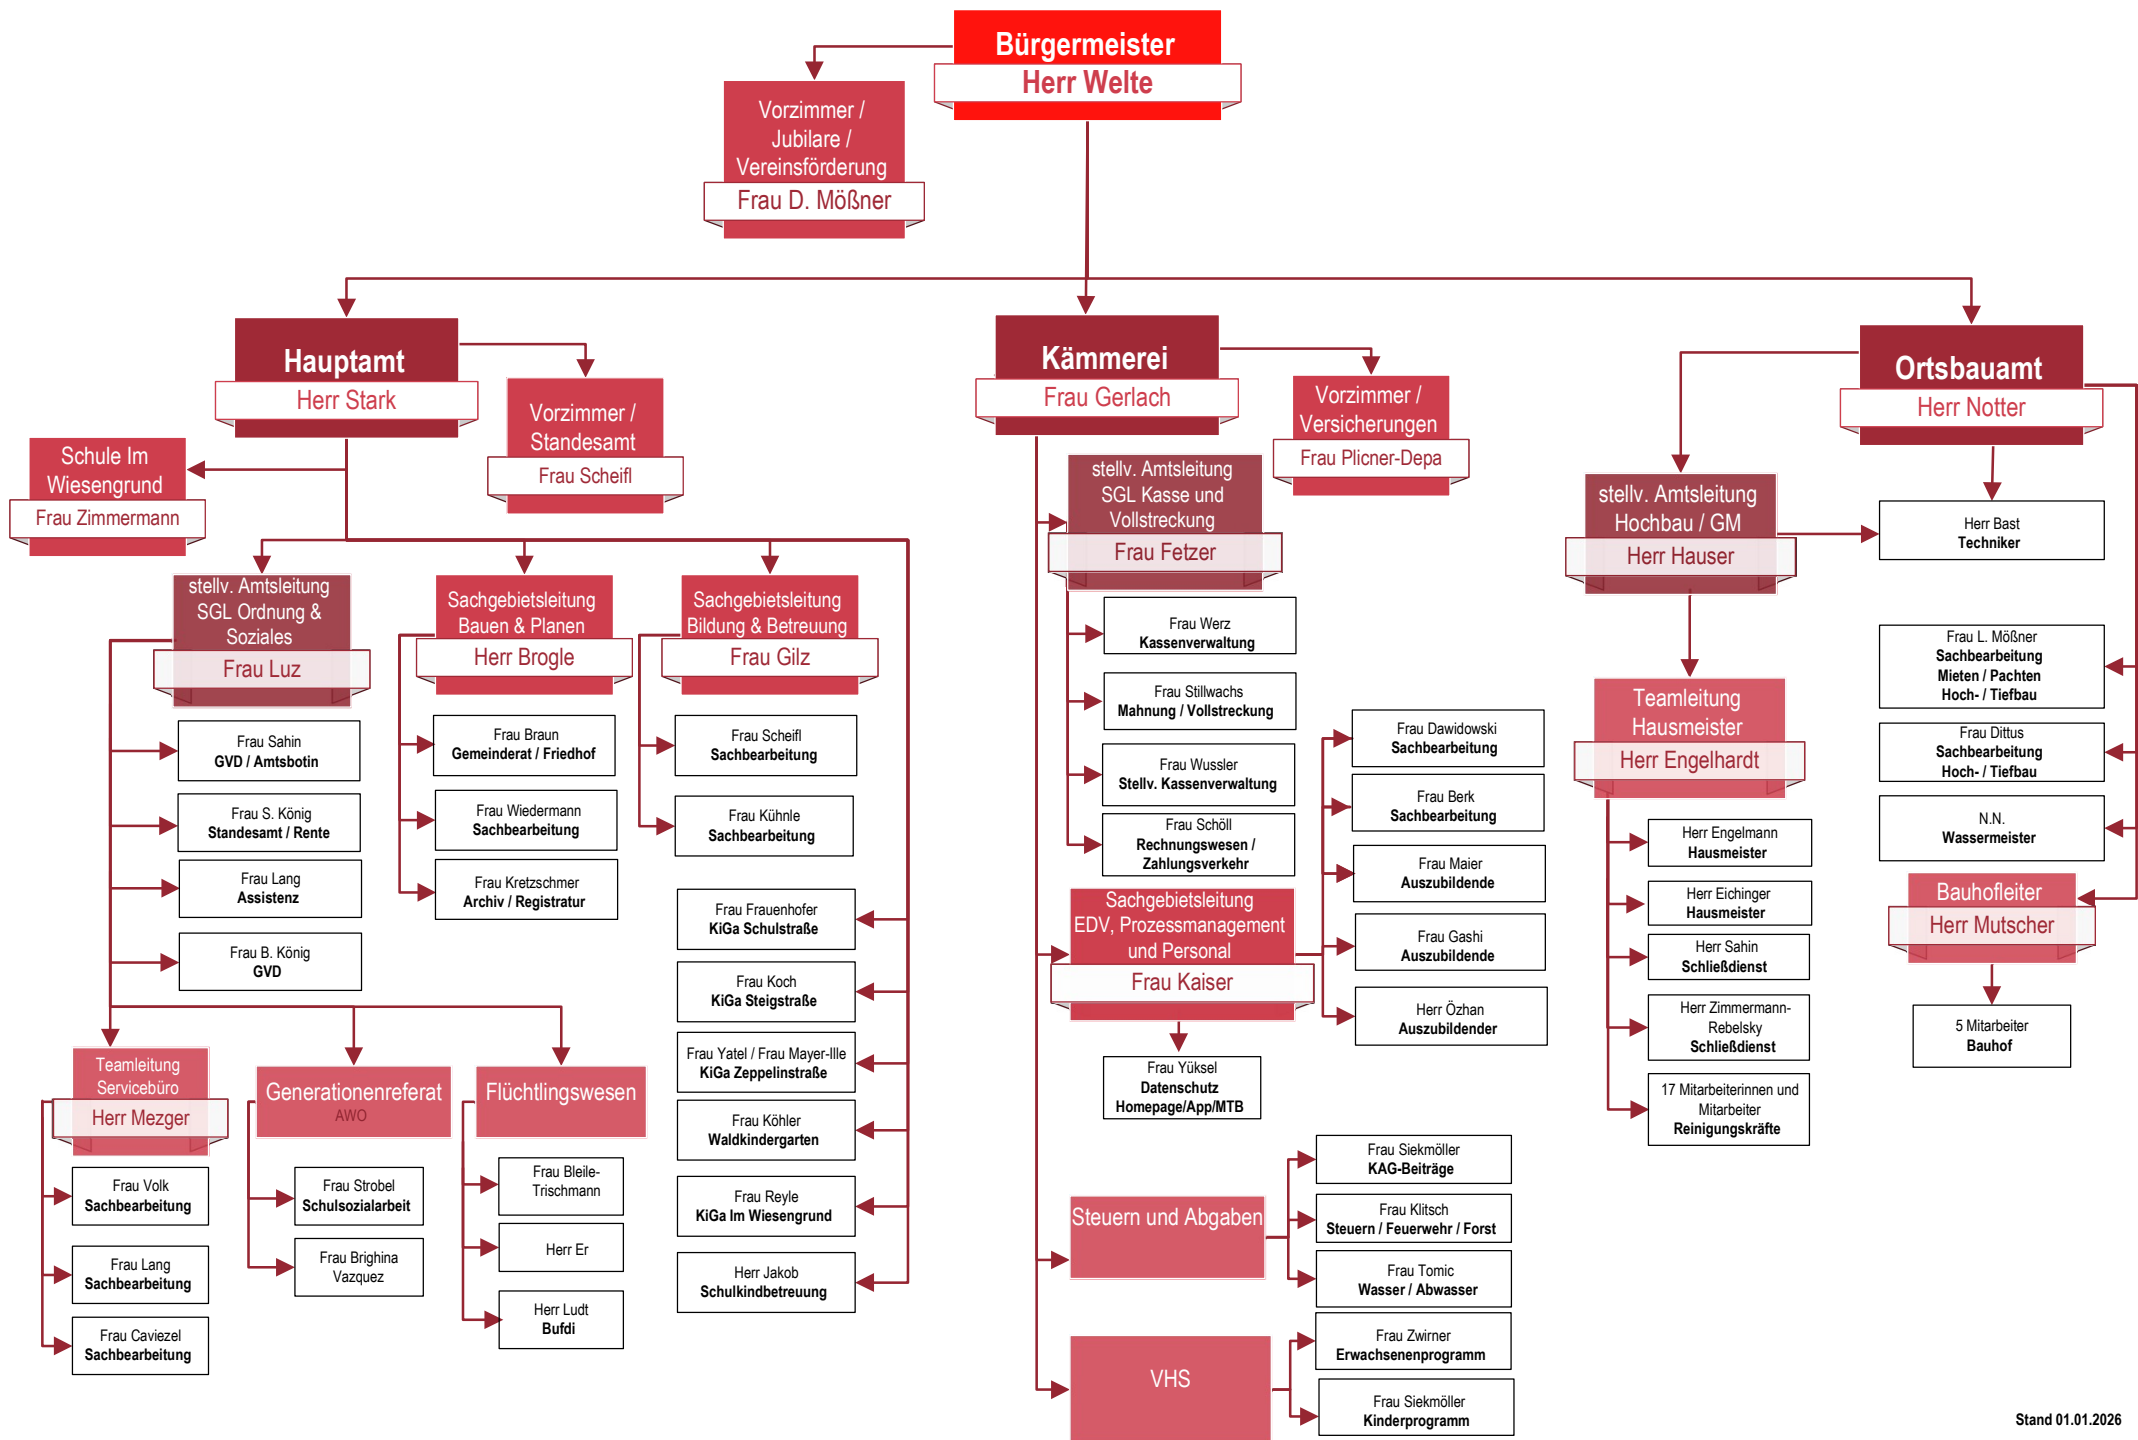 Bürgermeister
Herr Welte
Vorzimmer /
Jubilare /
Vereinsförderung
Frau D. Mößner
Hauptamt
Herr Stark
Vorzimmer /
Standesamt
Frau Scheifl
Schule Im
Wiesengrund
Frau Zimmermann
stellv. Amtsleitung
SGL Ordnung &
Soziales
Frau Luz
Frau Sahin
GVD / Amtsbotin
Frau S. König
Standesamt / Rente
Frau Lang
Assistenz
Frau B. König
GVD
Teamleitung
Servicebüro
Herr Mezger
Frau Volk
Sachbearbeitung
Frau Lang
Sachbearbeitung
Frau Caviezel
Sachbearbeitung
Generationenreferat
AWO
Frau Strobel
Schulsozialarbeit
Frau Brighina
Vazquez
Flüchtlingswesen
Frau Bleile-
Trischmann
Herr Er
Herr Ludt
Bufdi
Sachgebietsleitung
Bauen & Planen
Herr Brogle
Frau Braun
Gemeinderat / Friedhof
Frau Wiedermann
Sachbearbeitung
Frau Kretzschmer
Archiv / Registratur
Sachgebietsleitung
Bildung & Betreuung
Frau Gilz
Frau Scheifl
Sachbearbeitung
Frau Kühnle
Sachbearbeitung
Frau Frauenhofer
KiGa Schulstraße
Frau Koch
KiGa Steigstraße
Frau Yatel / Frau Mayer-Ille
KiGa Zeppelinstraße
Frau Köhler
Waldkindergarten
Frau Reyle
KiGa Im Wiesengrund
Herr Jakob
Schulkindbetreuung
Kämmerei
Frau Gerlach
Vorzimmer /
Versicherungen
Frau Plicner-Depa
stellv. Amtsleitung
SGL Kasse und
Vollstreckung
Frau Fetzer
Frau Werz
Kassenverwaltung
Frau Stillwachs
Mahnung / Vollstreckung
Frau Wussler
Stellv. Kassenverwaltung
Frau Schöll
Rechnungswesen /
Zahlungsverkehr
Sachgebietsleitung
EDV, Prozessmanagement
und Personal
Frau Kaiser
Frau Dawidowski
Sachbearbeitung
Frau Berk
Sachbearbeitung
Frau Maier
Auszubildende
Frau Gashi
Auszubildende
Herr Özhan
Auszubildender
Frau Yüksel
Datenschutz
Homepage/App/MTB
Steuern und Abgaben
Frau Siekmöller
KAG-Beiträge
Frau Klitsch
Steuern / Feuerwehr / Forst
Frau Tomic
Wasser / Abwasser
VHS
Frau Zwirner
Erwachsenenprogramm
Frau Siekmöller
Kinderprogramm
Ortsbauamt
Herr Notter
stellv. Amtsleitung
Hochbau / GM
Herr Hauser
Herr Bast
Techniker
Teamleitung
Hausmeister
Herr Engelhardt
Herr Engelmann
Hausmeister
Herr Eichinger
Hausmeister
Herr Sahin
Schließdienst
Herr Zimmermann-
Rebelsky
Schließdienst
17 Mitarbeiterinnen und
Mitarbeiter
Reinigungskräfte
Frau L. Mößner
Sachbearbeitung
Mieten / Pachten
Hoch- / Tiefbau
Frau Dittus
Sachbearbeitung
Hoch- / Tiefbau
N.N.
Wassermeister
Bauhofleiter
Herr Mutscher
5 Mitarbeiter
Bauhof
Stand 01.01.2026